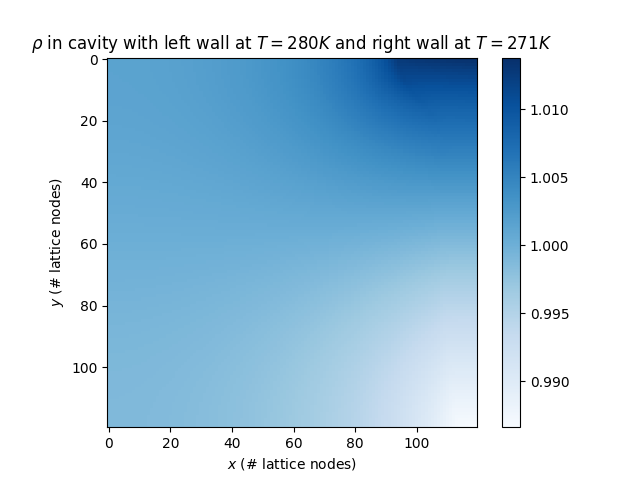 ρ in cavity with left wall at T = 280K and right wall at T = 271K
0
20
40
60
80
100
y (# lattice nodes)
0 20 40 60 80 100
x (# lattice nodes)
1.010
1.005
1.000
0.995
0.990